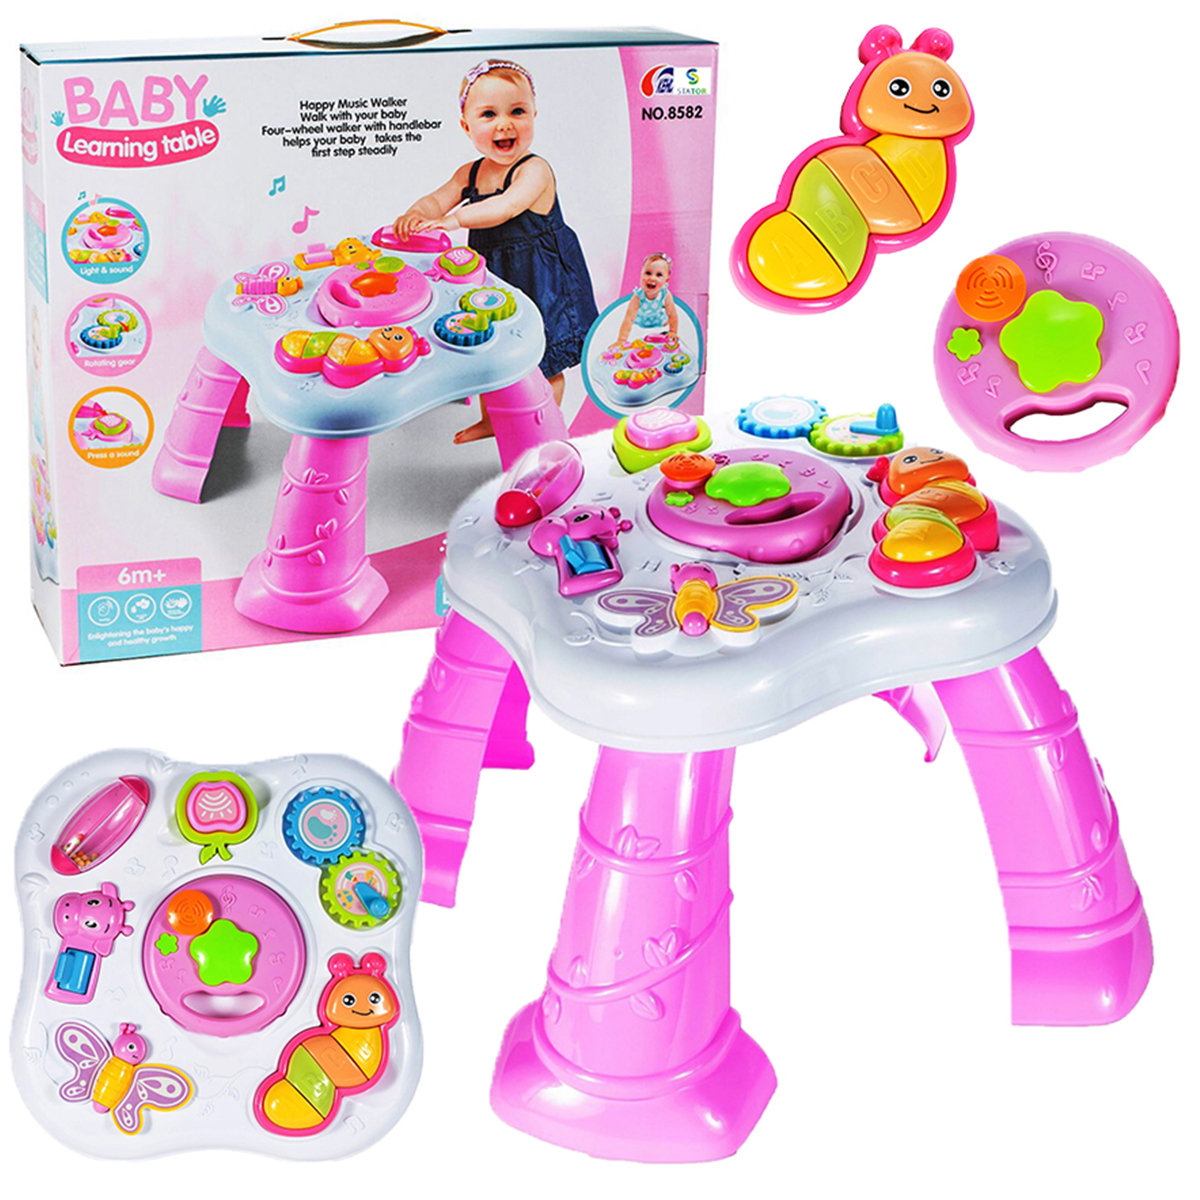 BABY
Learning table
Happy Music Walker
Walk with your baby
Four-wheel walker with handlebar
helps your baby takes the
first step steadily
STATOR
NO.8582
Light & sound
Rotating gear
Press a sound
6m+
Enlightening the baby's happy
and healthy growth
A
B
C
D